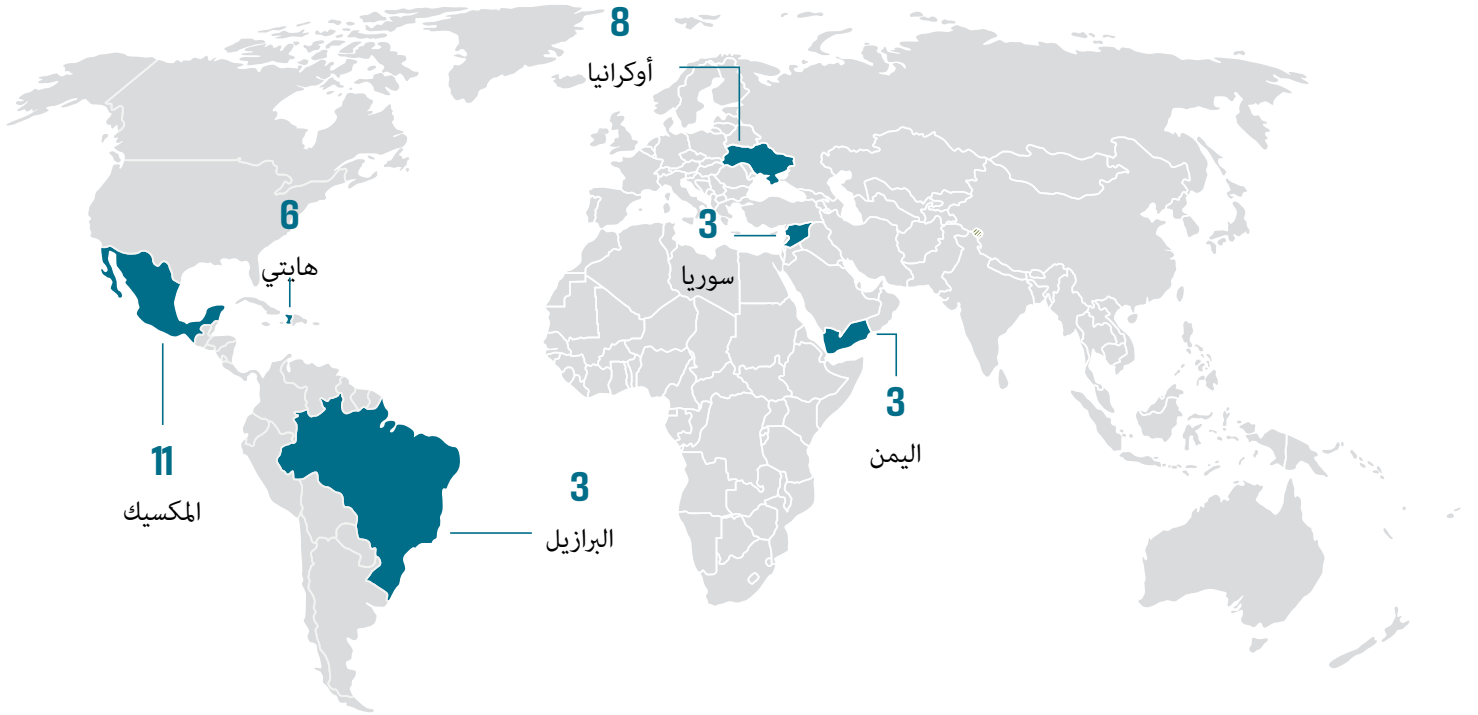 8
أوكرانيا
6
هايتي
3
سوريا
3
اليمن
11
المكسيك
3
البرازيل